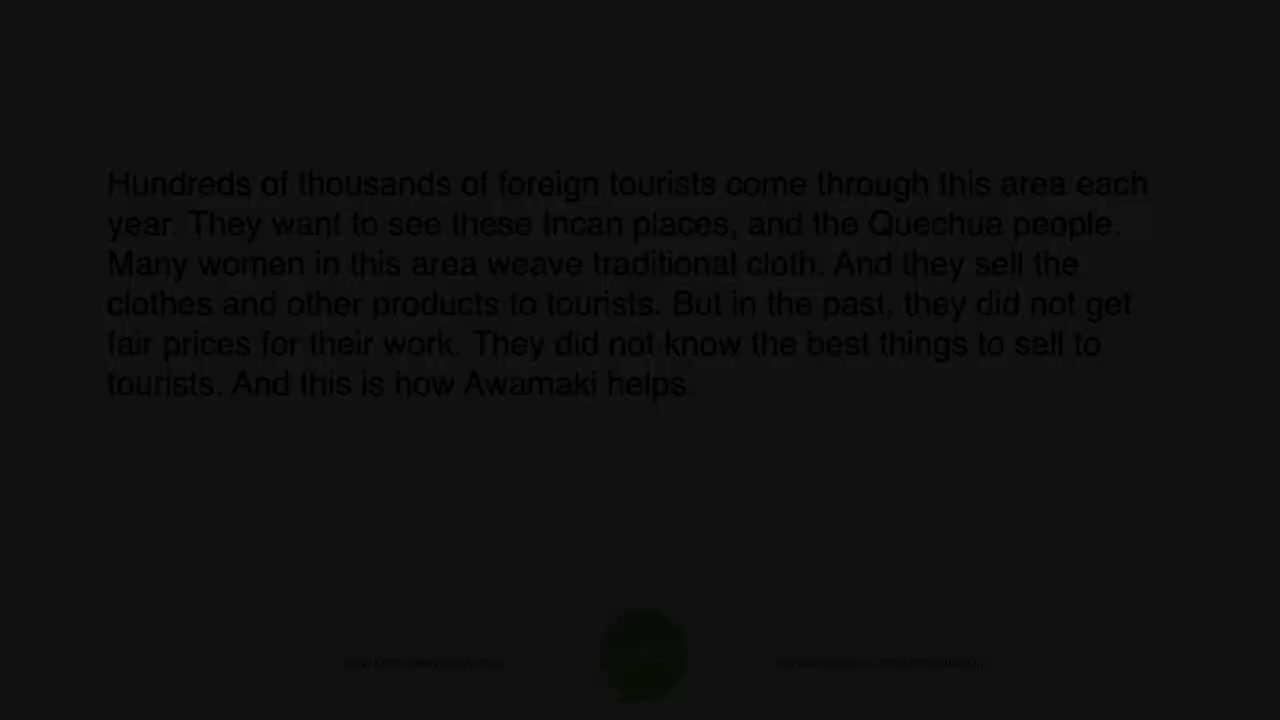 Hundreds of thousands of foreign tourists come through this area each
year. They want to see these Incan places, and the Quechua people.
Many women in this area weave traditional cloth. And they sell the
clothes and other products to tourists. But in the past, they did not get
fair prices for their work. They did not know the best things to sell to
tourists. And this is how Awamaki helps.